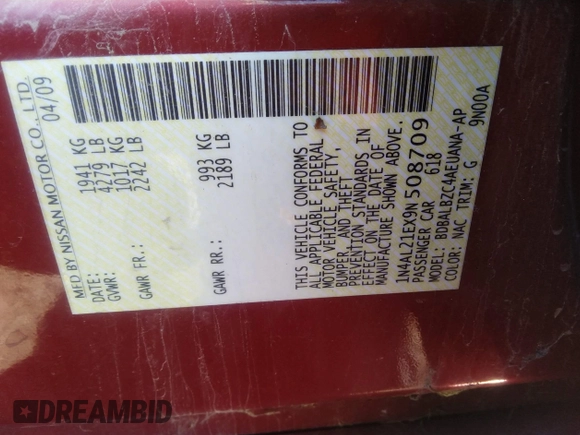 MFD BY NISSAN MOTOR CO., LTD.
DATE: 04/09
GVWR: 1941 KG
4279 LB
GAWR FR.: 1017 KG
2242 LB
GAWR RR.: 993 KG
2189 LB
THIS VEHICLE CONFORMS TO
ALL APPLICABLE FEDERAL
MOTOR VEHICLE SAFETY,
BUMPER, AND THEFT
PREVENTION STANDARDS IN
EFFECT ON THE DATE OF
MANUFACTURE SHOWN ABOVE.
1N4AL21EX9N508709
PASSENGER CAR 618
MODEL: BDBALBZC4AEUANA-AP
COLOR: NAC TRIM: G 9N00A
DREAMBID